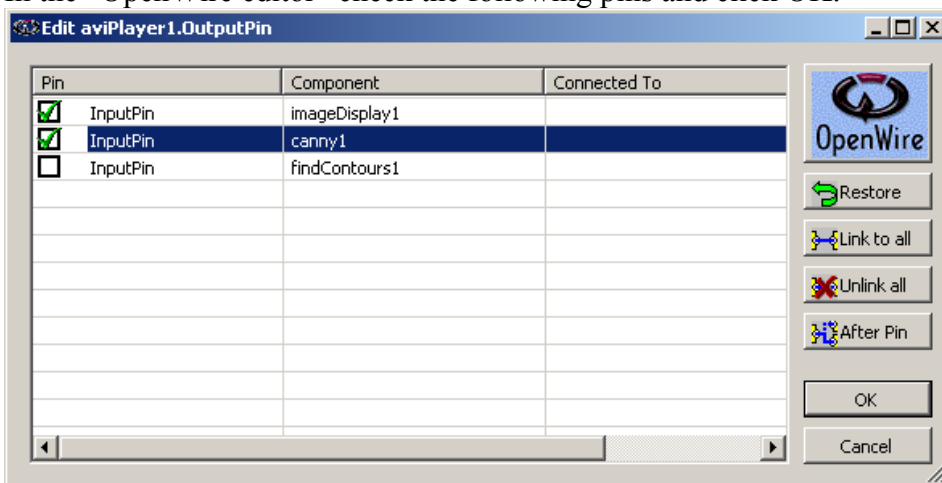 In the "OpenWire editor" check the following pins and click OK.
Edit aviPlayer1.OutputPin
Pin Component Connected To
InputPin imageDisplay1
InputPin canny1
InputPin findContours1
OpenWire
Restore
Link to all
Unlink all
After Pin
OK
Cancel